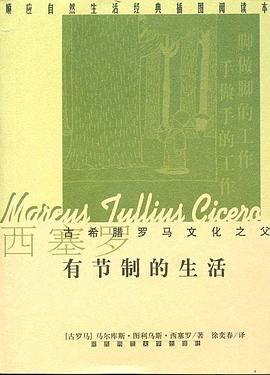 顺应自然生活经典插图阅读本
脚做脚的工作
手做手的工作
Marcus Tullius Cicero
古希腊罗马文化之父
西塞罗
有节制的生活
[古罗马] 马尔库斯·图利乌斯·西塞罗/著 徐奕春/译